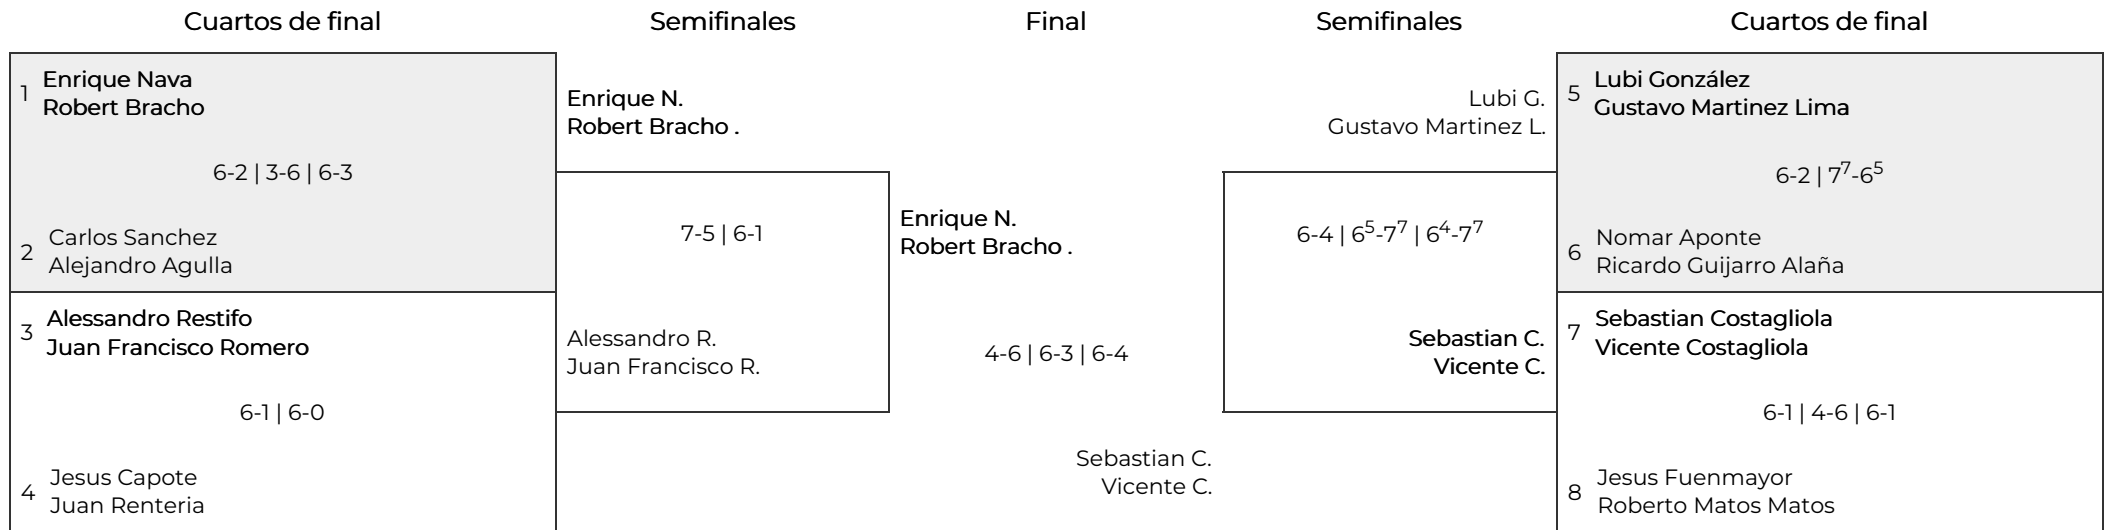 Cuartos de final
Semifinales
Final
Semifinales
Cuartos de final
1
Enrique Nava
Robert Bracho
6-2 | 3-6 | 6-3
2
Carlos Sanchez
Alejandro Agulla
3
Alessandro Restifo
Juan Francisco Romero
6-1 | 6-0
4
Jesus Capote
Juan Renteria
Enrique N.
Robert Bracho .
7-5 | 6-1
Alessandro R.
Juan Francisco R.
Enrique N.
Robert Bracho .
4-6 | 6-3 | 6-4
Sebastian C.
Vicente C.
Lubi G.
Gustavo Martinez L.
6-4 | 6⁵-7⁷ | 6⁴-7⁷
Sebastian C.
Vicente C.
5
Lubi González
Gustavo Martinez Lima
6-2 | 7⁷-6⁵
6
Nomar Aponte
Ricardo Guijarro Alaña
7
Sebastian Costagliola
Vicente Costagliola
6-1 | 4-6 | 6-1
8
Jesus Fuenmayor
Roberto Matos Matos